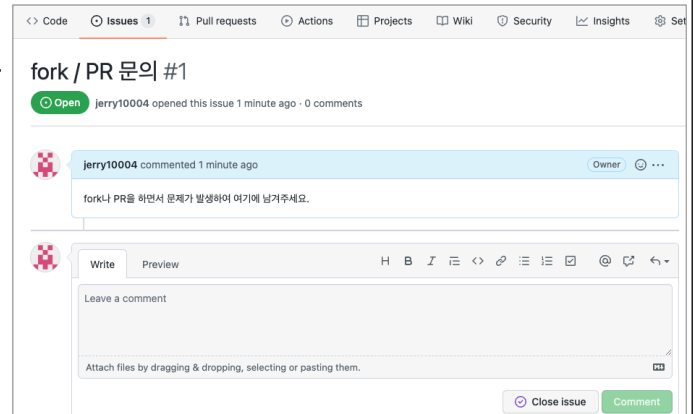 Code Issues 1 Pull requests Actions Projects Wiki Security Insights Set
fork / PR 문의 #1
Open jerry10004 opened this issue 1 minute ago · 0 comments
jerry10004 commented 1 minute ago Owner
fork나 PR을 하면서 문제가 발생하여 여기에 남겨주세요.
Write Preview H B I
Leave a comment
Attach files by dragging & dropping, selecting or pasting them.
Close issue Comment